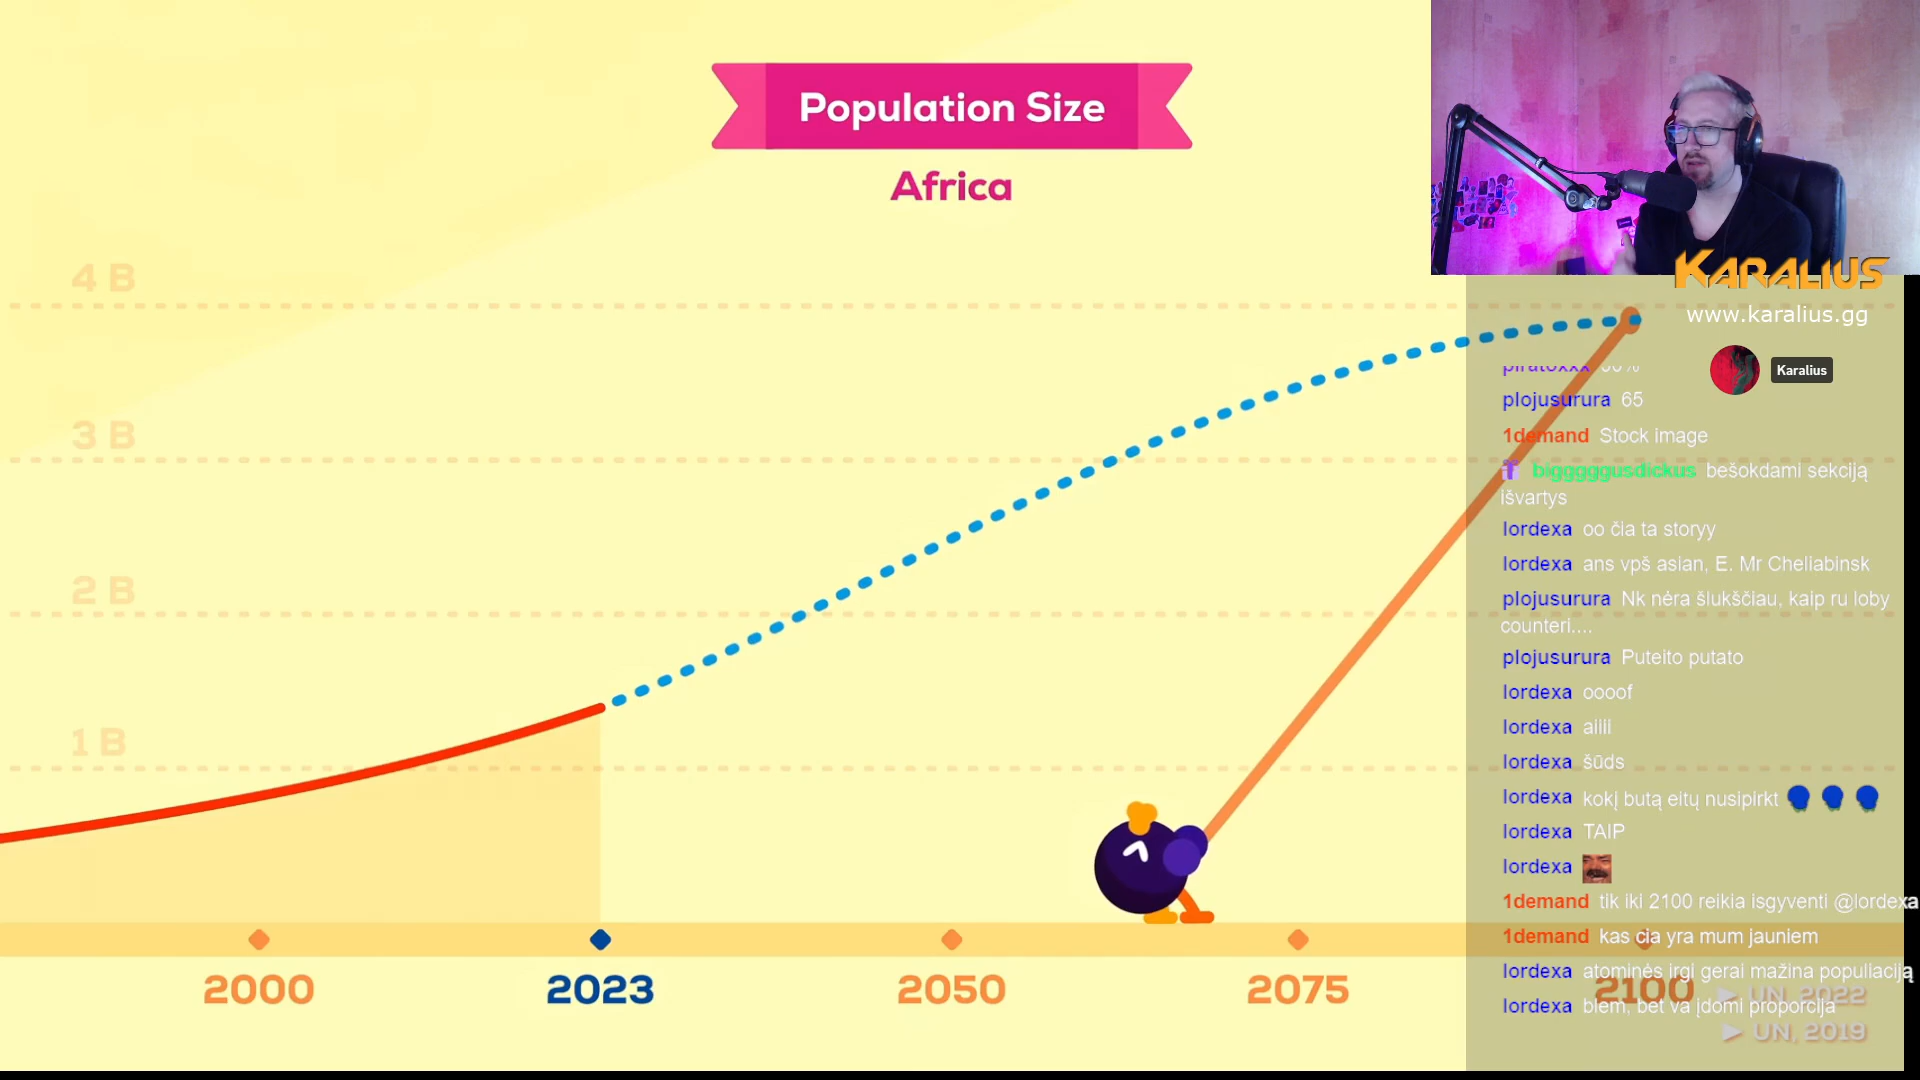 Population Size
Africa
4 B
3 B
2 B
1 B
2000
2023
2050
2075
2100
UN, 2022
UN, 2019
KARALIUS
www.karalius.gg
Karalius
piratoxxx
plojusurura 65
1demand Stock image
bigggggusdickus bešokdami sekciją
išvartys
lordexa oo čia ta storyy
lordexa ans vpš asian, E. Mr Cheliabinsk
plojusurura Nk nėra šlukščiau, kaip ru loby
counteri....
plojusurura Puteito putato
lordexa oooof
lordexa aiiii
lordexa šūds
lordexa kokį butą eitų nusipirkt
lordexa TAIP
lordexa
1demand tik iki 2100 reikia isgyventi @lordexa
1demand kas cia yra mum jauniem
lordexa atominės irgi gerai mažina populiaciją
lordexa blem, bet va įdomi proporcija